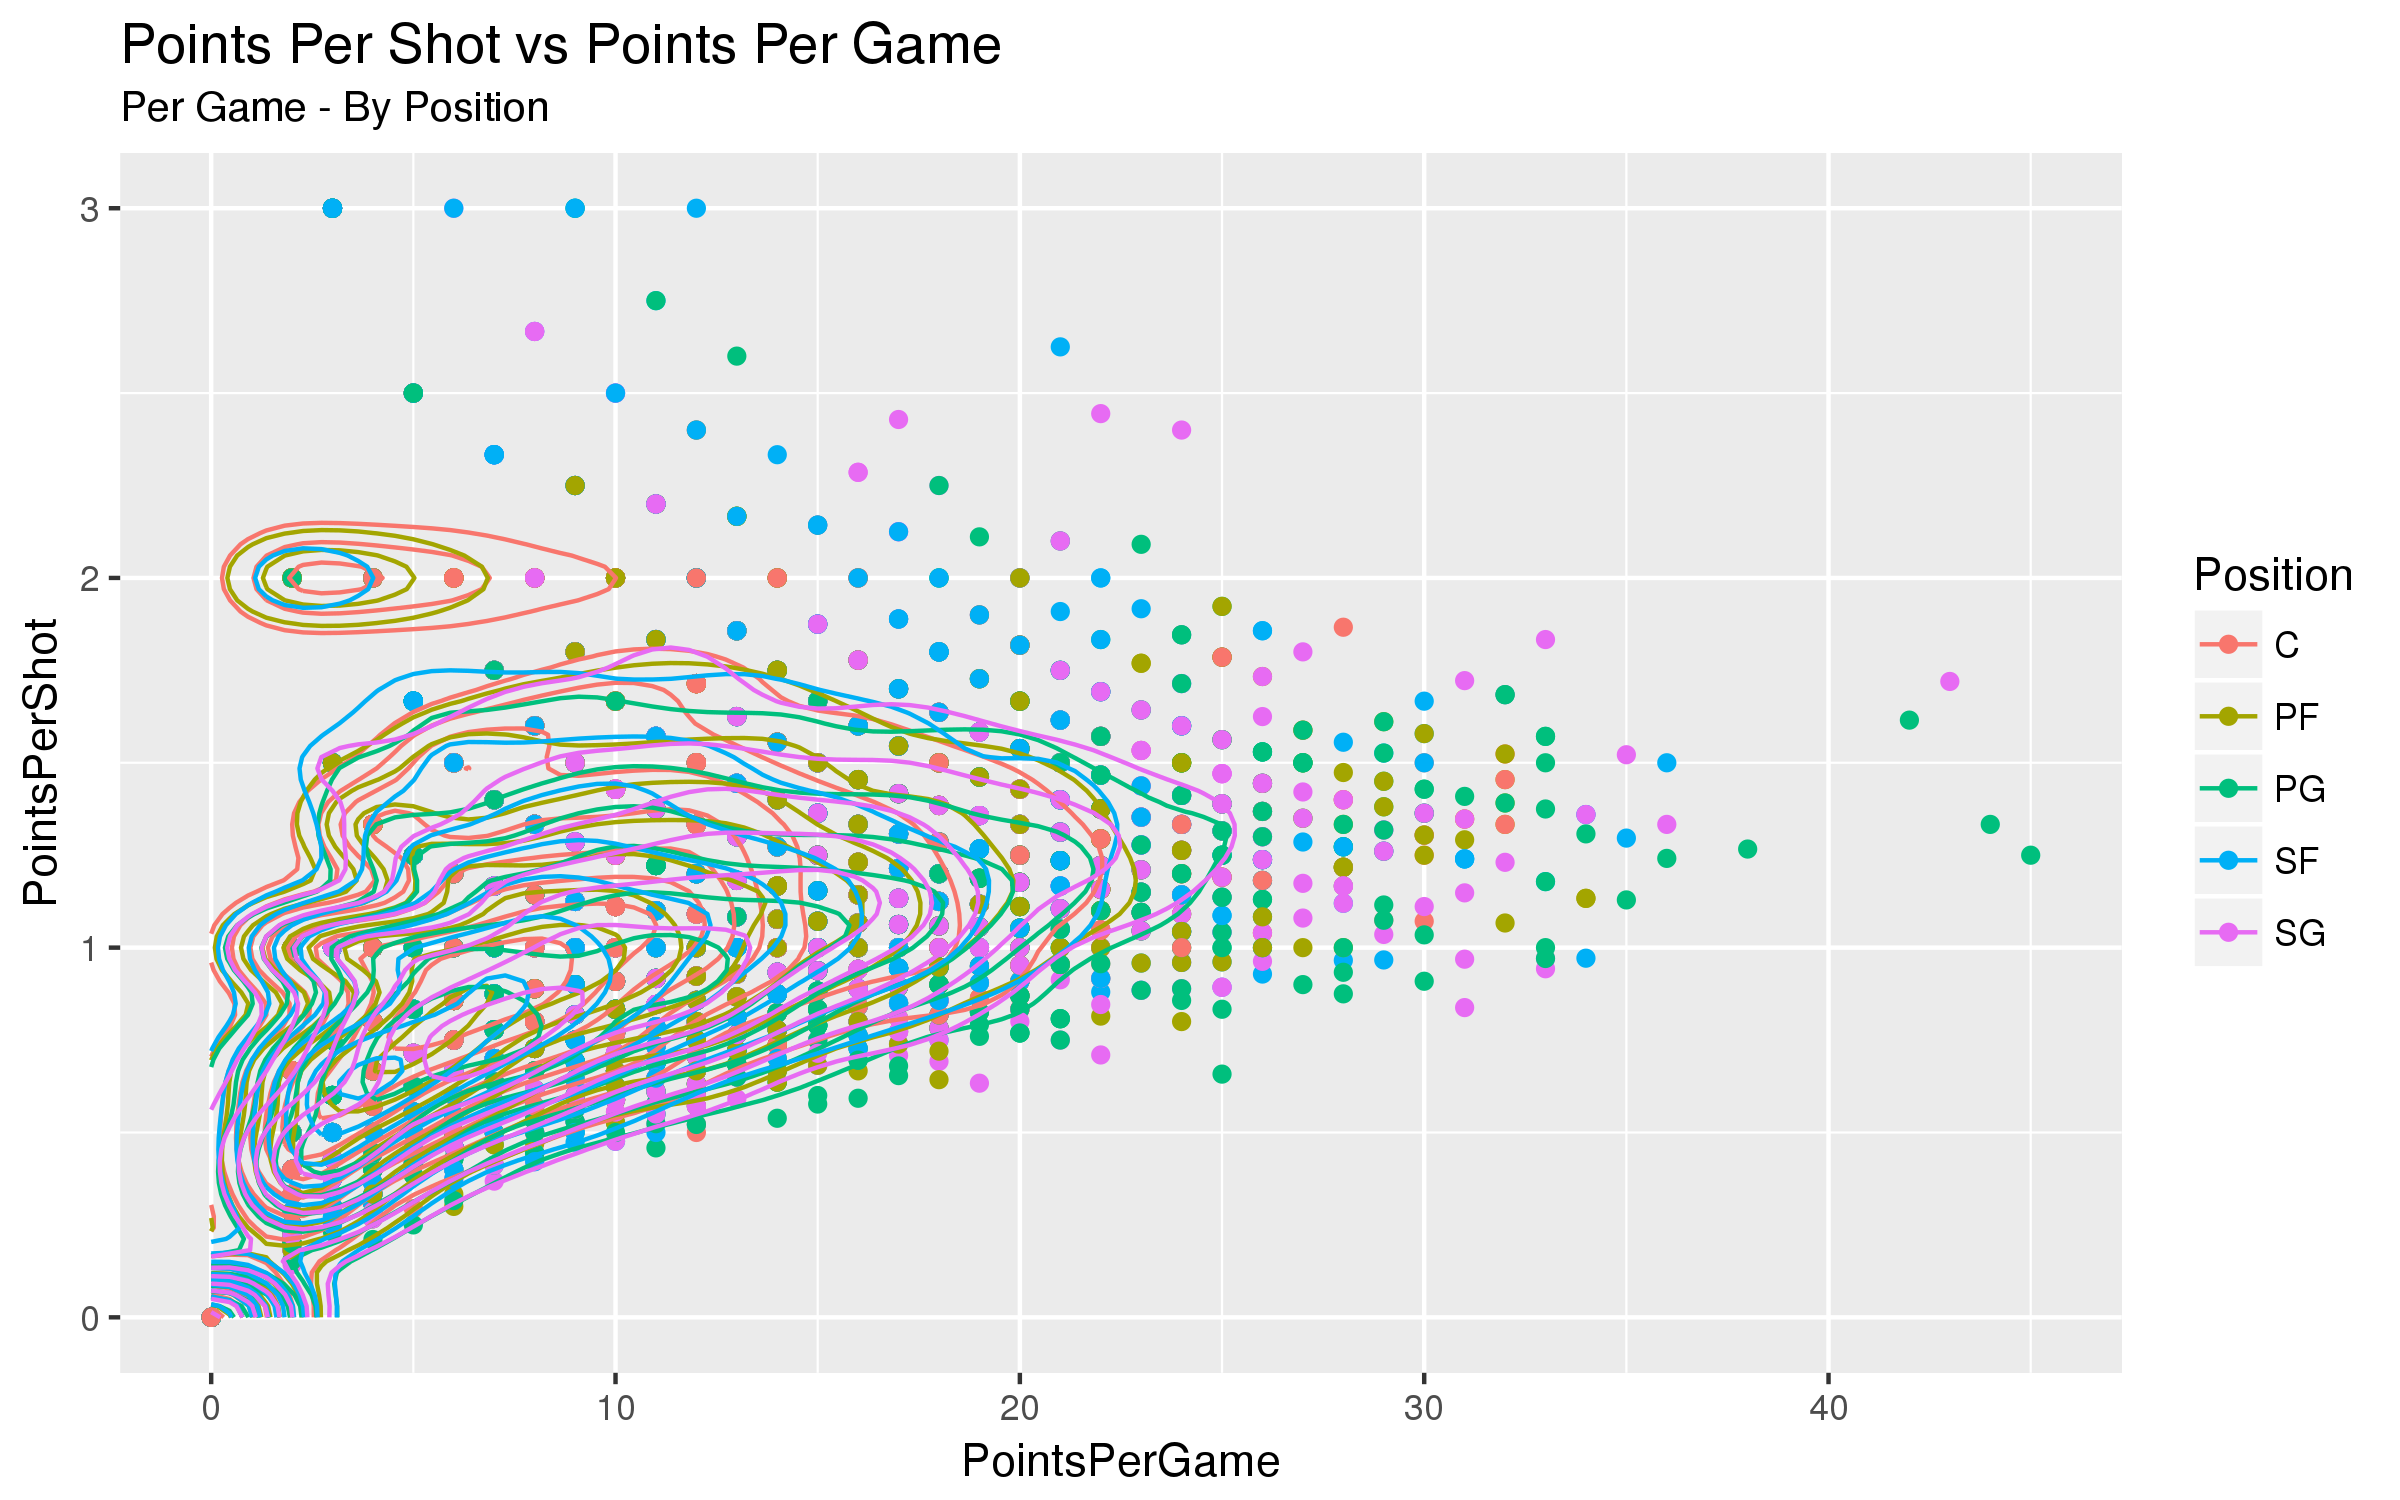 Points Per Shot vs Points Per Game
Per Game - By Position
3
2
1
0
PointsPerShot
0 10 20 30 40
PointsPerGame
Position
C
PF
PG
SF
SG